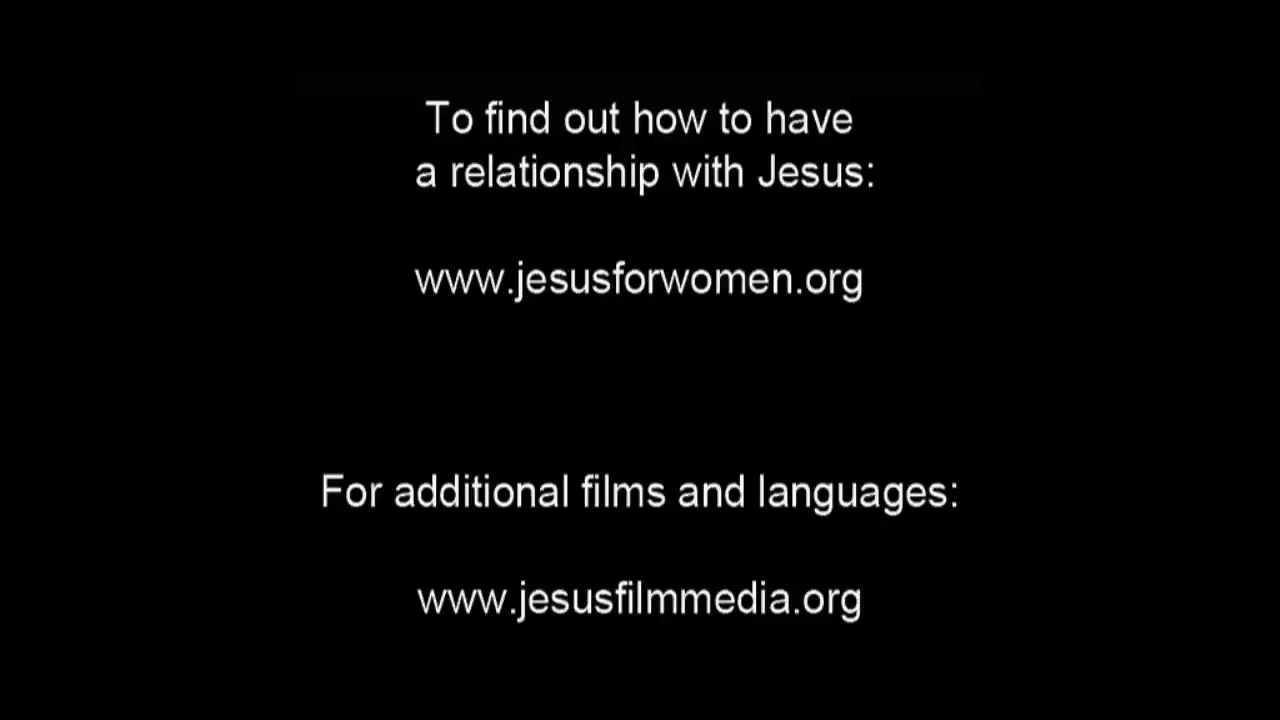 To find out how to have
a relationship with Jesus:
www.jesusforwomen.org
For additional films and languages:
www.jesusfilmmedia.org